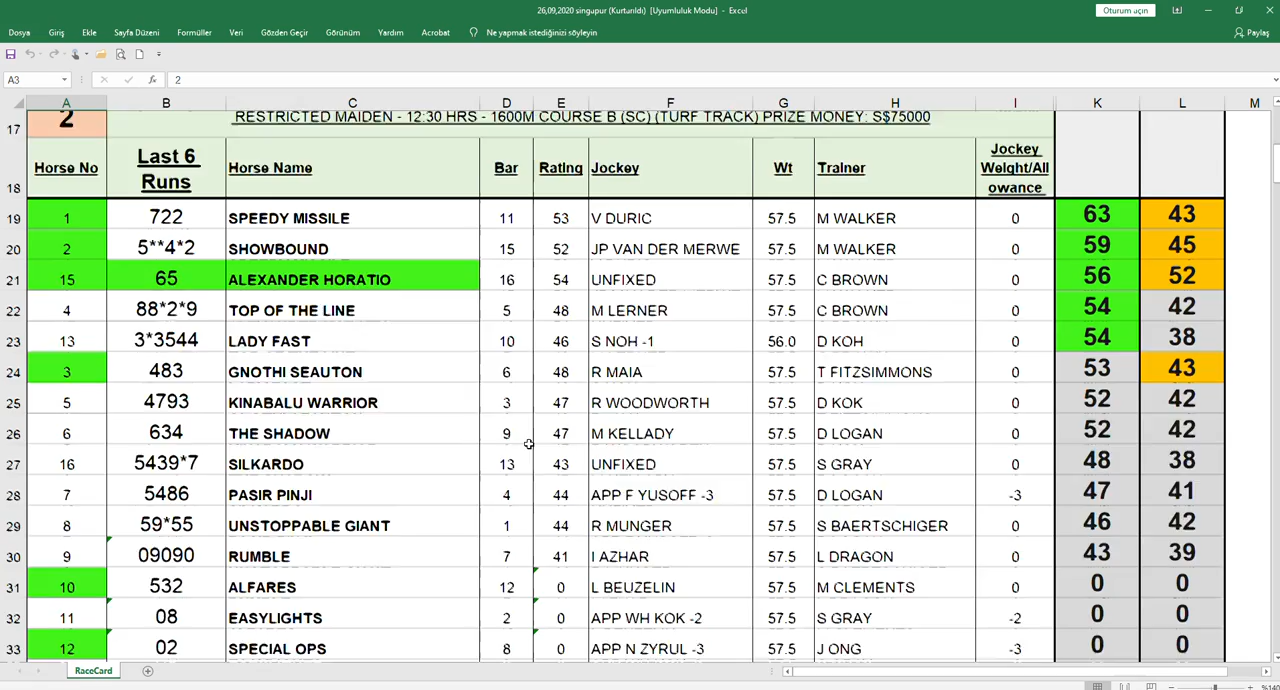 26,09,2020 singupur (Kurtarıldı) [Uyumluluk Modu] - Excel
Oturum açın
Dosya Giriş Ekle Sayfa Düzeni Formüller Veri Gözden Geçir Görünüm Yardım Acrobat Ne yapmak istediğinizi söyleyin Paylaş
A3 fx 2
A B C D E F G H I K L M
17 2 RESTRICTED MAIDEN - 12:30 HRS - 1600M COURSE B (SC) (TURF TRACK) PRIZE MONEY: S$75000
18 Horse No Last 6 Runs Horse Name Bar Rating Jockey Wt Trainer Jockey Weight/Allowance
19 1 722 SPEEDY MISSILE 11 53 V DURIC 57.5 M WALKER 0 63 43
20 2 5**4*2 SHOWBOUND 15 52 JP VAN DER MERWE 57.5 M WALKER 0 59 45
21 15 65 ALEXANDER HORATIO 16 54 UNFIXED 57.5 C BROWN 0 56 52
22 4 88*2*9 TOP OF THE LINE 5 48 M LERNER 57.5 C BROWN 0 54 42
23 13 3*3544 LADY FAST 10 46 S NOH -1 56.0 D KOH 0 54 38
24 3 483 GNOTHI SEAUTON 6 48 R MAIA 57.5 T FITZSIMMONS 0 53 43
25 5 4793 KINABALU WARRIOR 3 47 R WOODWORTH 57.5 D KOK 0 52 42
26 6 634 THE SHADOW 9 47 M KELLADY 57.5 D LOGAN 0 52 42
27 16 5439*7 SILKARDO 13 43 UNFIXED 57.5 S GRAY 0 48 38
28 7 5486 PASIR PINJI 4 44 APP F YUSOFF -3 57.5 D LOGAN -3 47 41
29 8 59*55 UNSTOPPABLE GIANT 1 44 R MUNGER 57.5 S BAERTSCHIGER 0 46 42
30 9 09090 RUMBLE 7 41 I AZHAR 57.5 L DRAGON 0 43 39
31 10 532 ALFARES 12 0 L BEUZELIN 57.5 M CLEMENTS 0 0 0
32 11 08 EASYLIGHTS 2 0 APP WH KOK -2 57.5 S GRAY -2 0 0
33 12 02 SPECIAL OPS 8 0 APP N ZYRUL -3 57.5 J ONG -3 0 0
RaceCard
%140